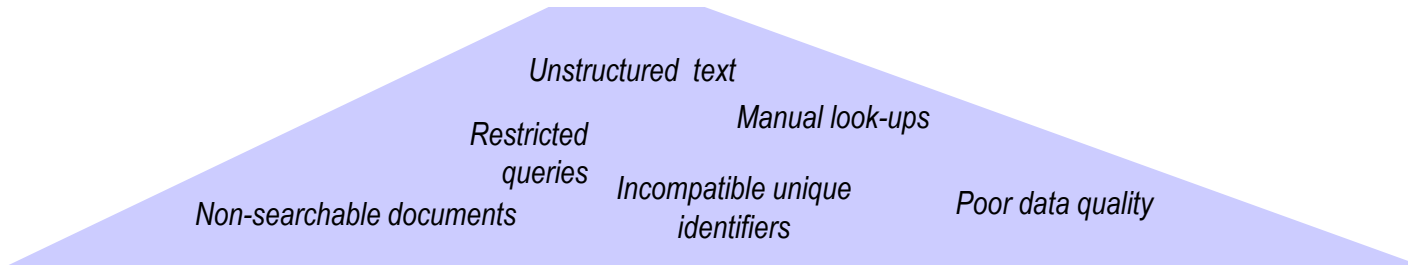 Unstructured text
Manual look-ups
Restricted
queries
Incompatible unique
identifiers
Non-searchable documents
Poor data quality